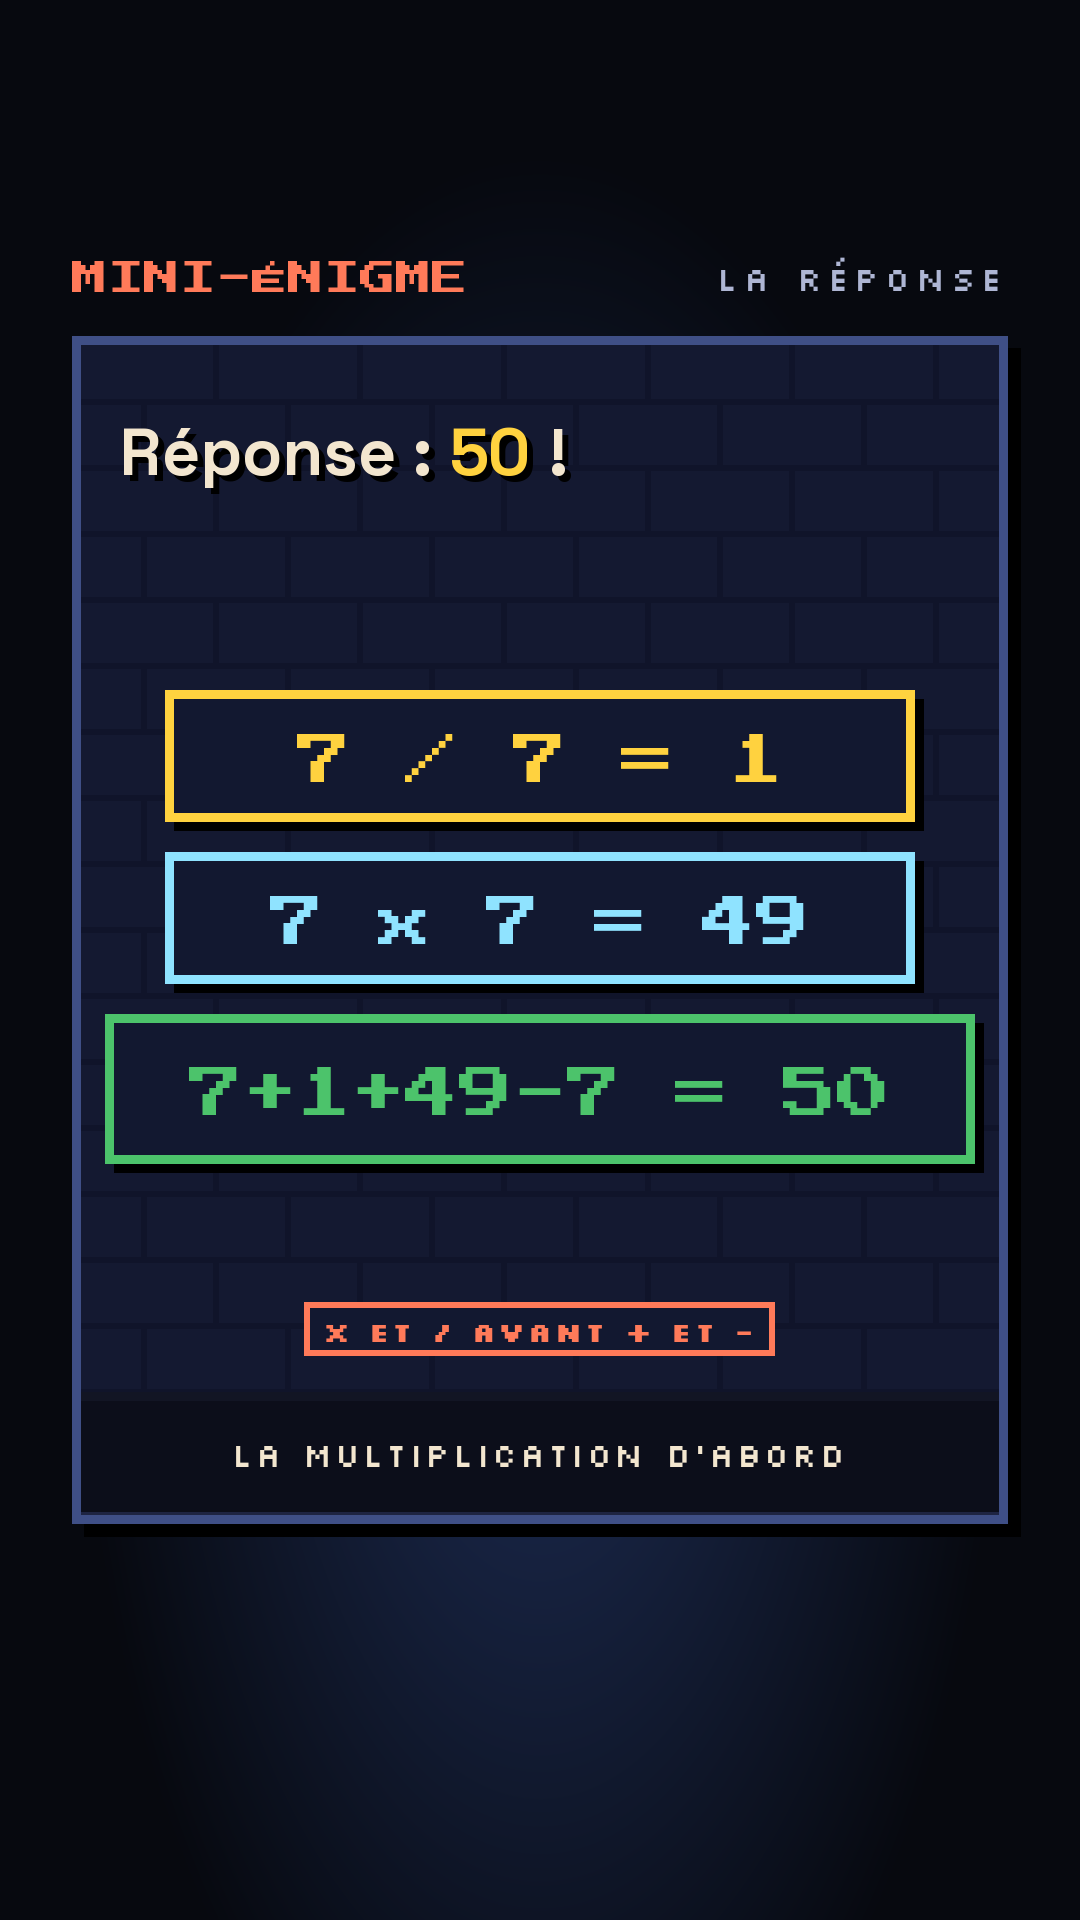 MINI-ÉNIGME
LA RÉPONSE
Réponse : 50 !
7 / 7 = 1
7 x 7 = 49
7+1+49-7 = 50
X ET / AVANT + ET -
LA MULTIPLICATION D'ABORD